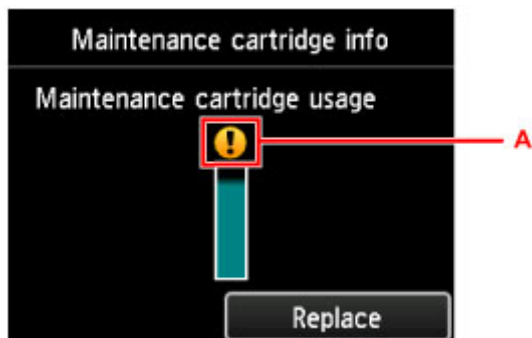 Maintenance cartridge info
Maintenance cartridge usage
A
Replace